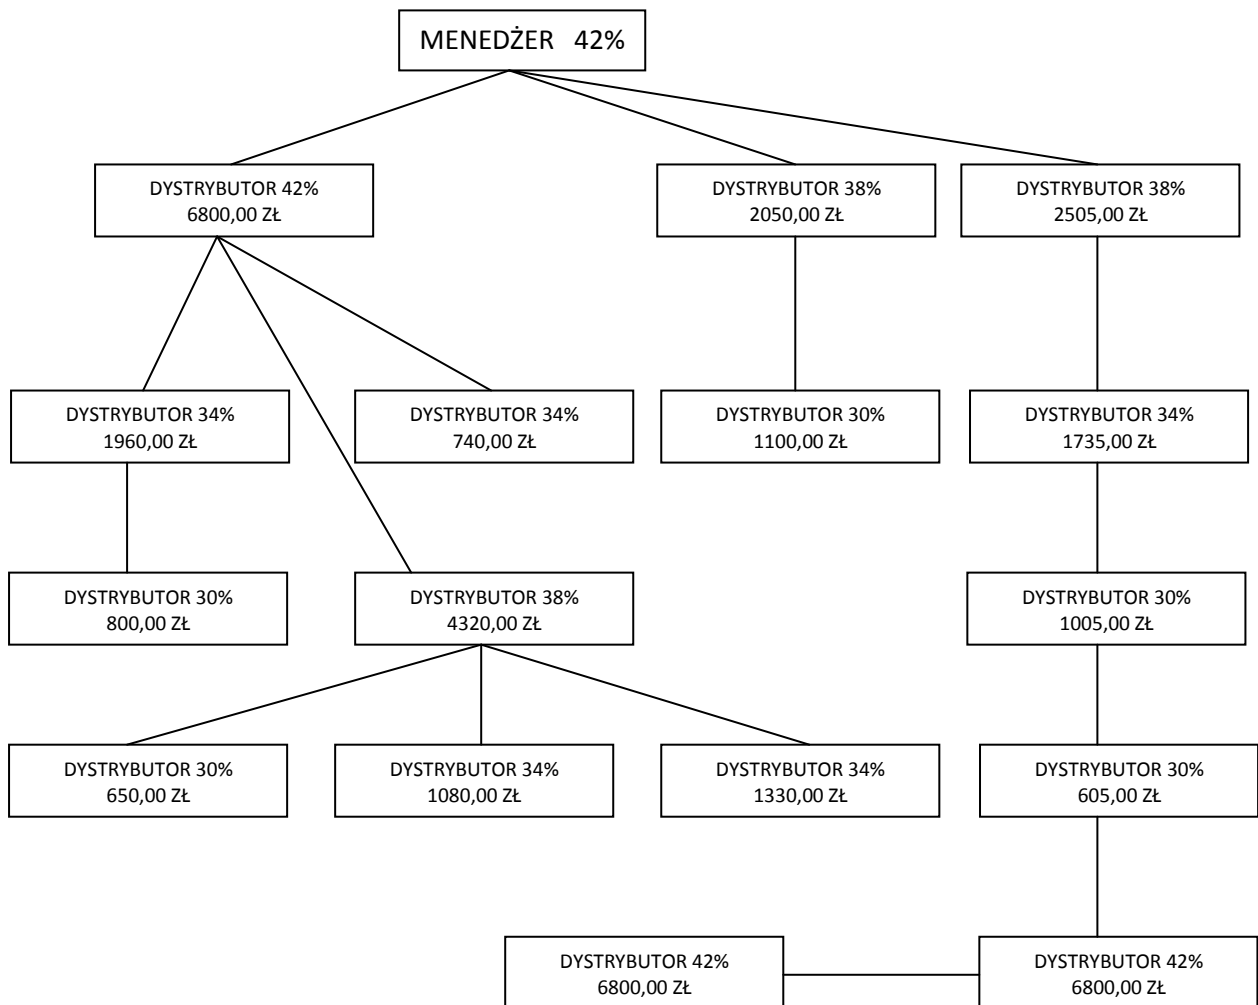 MENEDŻER 42%
DYSTRYBUTOR 42%
6800,00 ZŁ
DYSTRYBUTOR 38%
2050,00 ZŁ
DYSTRYBUTOR 38%
2505,00 ZŁ
DYSTRYBUTOR 34%
1960,00 ZŁ
DYSTRYBUTOR 34%
740,00 ZŁ
DYSTRYBUTOR 30%
1100,00 ZŁ
DYSTRYBUTOR 34%
1735,00 ZŁ
DYSTRYBUTOR 30%
800,00 ZŁ
DYSTRYBUTOR 38%
4320,00 ZŁ
DYSTRYBUTOR 30%
1005,00 ZŁ
DYSTRYBUTOR 30%
650,00 ZŁ
DYSTRYBUTOR 34%
1080,00 ZŁ
DYSTRYBUTOR 34%
1330,00 ZŁ
DYSTRYBUTOR 30%
605,00 ZŁ
DYSTRYBUTOR 42%
6800,00 ZŁ
DYSTRYBUTOR 42%
6800,00 ZŁ